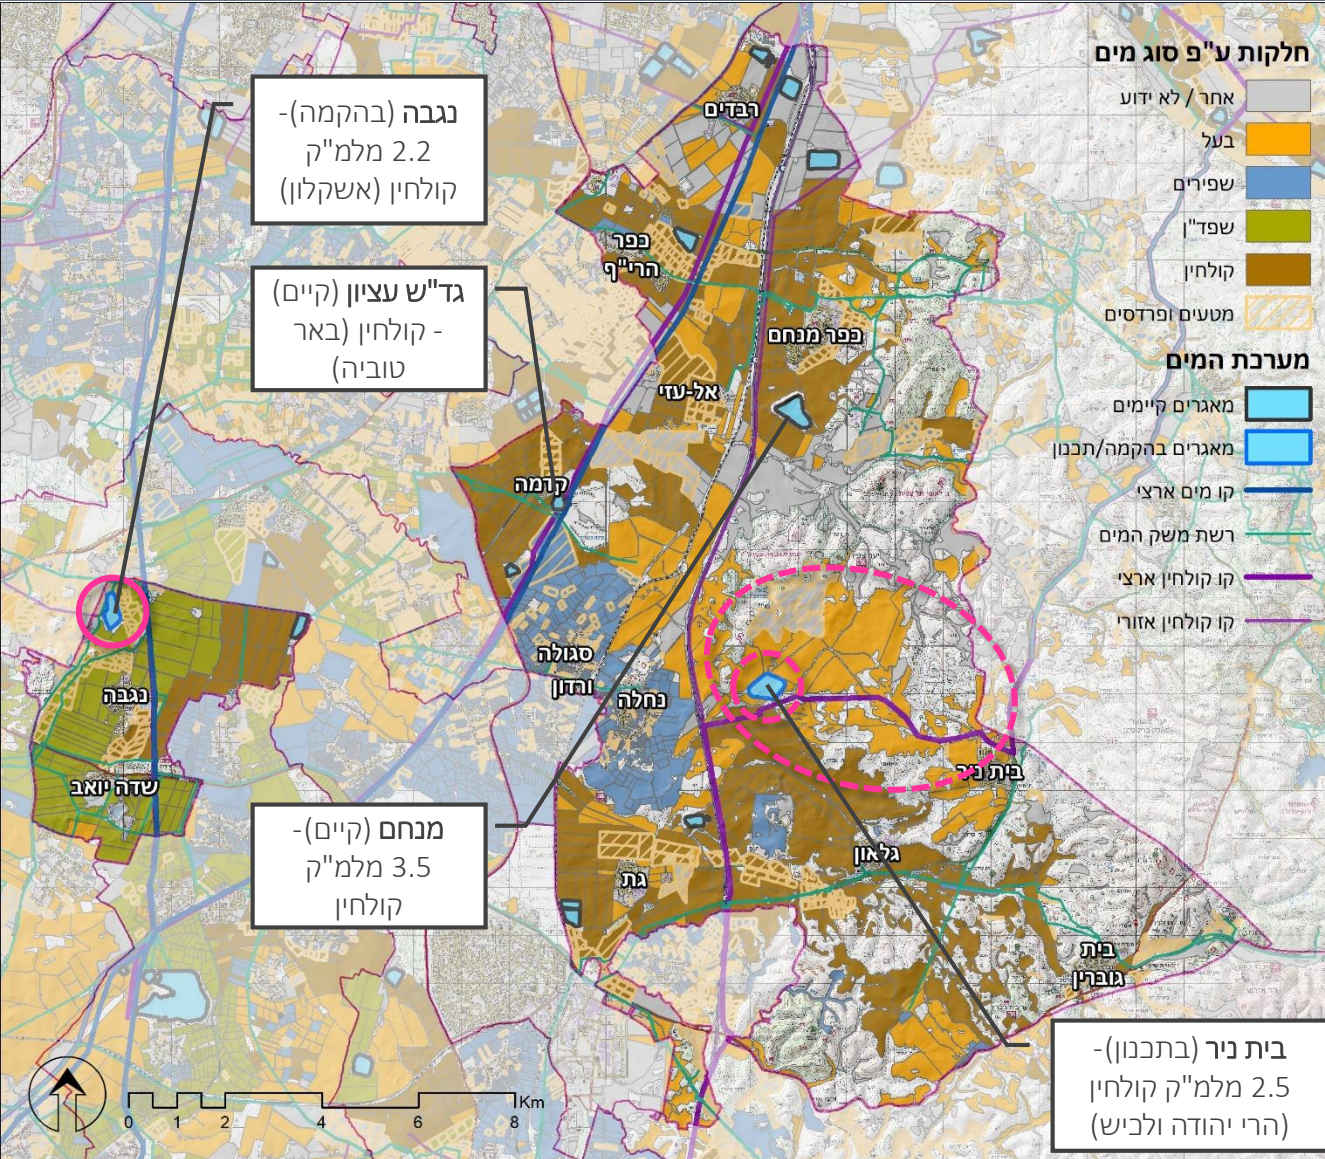 חלקות ע"פ סוג מים
אחר / לא ידוע
בעל
שפירים
שפד"ן
קולחין
מטעים ופרדסים
מערכת המים
מאגרים קיימים
מאגרים בהקמה/תכנון
קו מים ארצי
רשת משק המים
קו קולחין ארצי
קו קולחין אזורי
נגבה (בהקמה)-
2.2 מלמ"ק
קולחין (אשקלון)
גד"ש עציון (קיים)
- קולחין (באר
טוביה)
מנחם (קיים)-
3.5 מלמ"ק
קולחין
בית ניר (בתכנון)-
2.5 מלמ"ק קולחין
(הרי יהודה ולכיש)
רבדים
כפר
הרי"ף
כפר מנחם
אל-עזי
קדמה
סגולה
ורדון
נחלה
נגבה
שדה יואב
בית ניר
גלאון
גת
בית
גוברין
0 1 2 4 6 8 Km